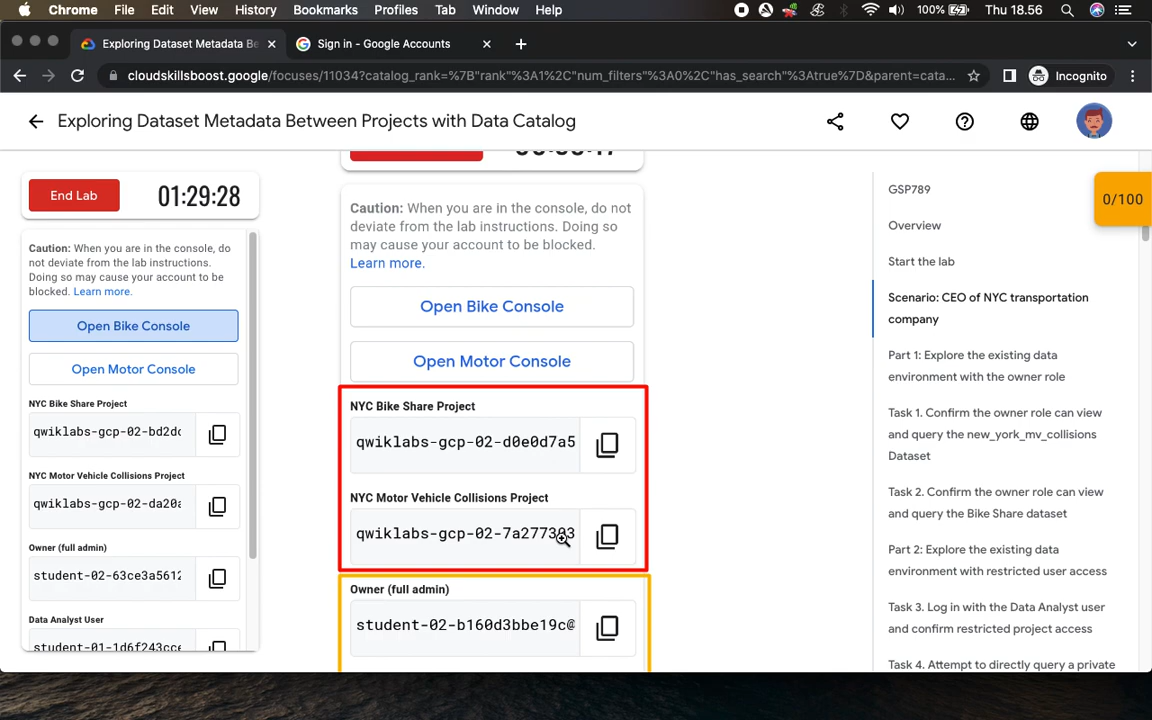 Chrome File Edit View History Bookmarks Profiles Tab Window Help 100% Thu 18.56
Exploring Dataset Metadata Be
Sign in - Google Accounts
cloudskillsboost.google/focuses/11034?catalog_rank=%7B"rank"%3A1%2C"num_filters"%3A0%2C"has_search"%3Atrue%7D&parent=cata...
Incognito
Exploring Dataset Metadata Between Projects with Data Catalog
End Lab
01:29:28
Caution: When you are in the console, do
not deviate from the lab instructions.
Doing so may cause your account to be
blocked. Learn more.
Open Bike Console
Open Motor Console
NYC Bike Share Project
qwiklabs-gcp-02-bd2dc
NYC Motor Vehicle Collisions Project
qwiklabs-gcp-02-da20a
Owner (full admin)
student-02-63ce3a5612
Data Analyst User
student-01-1d6f243cce
Caution: When you are in the console, do not
deviate from the lab instructions. Doing so
may cause your account to be blocked.
Learn more.
Open Bike Console
Open Motor Console
NYC Bike Share Project
qwiklabs-gcp-02-d0e0d7a5
NYC Motor Vehicle Collisions Project
qwiklabs-gcp-02-7a277303
Owner (full admin)
student-02-b160d3bbe19c@
GSP789
0/100
Overview
Start the lab
Scenario: CEO of NYC transportation
company
Part 1: Explore the existing data
environment with the owner role
Task 1. Confirm the owner role can view
and query the new_york_mv_collisions
Dataset
Task 2. Confirm the owner role can view
and query the Bike Share dataset
Part 2: Explore the existing data
environment with restricted user access
Task 3. Log in with the Data Analyst user
and confirm restricted project access
Task 4. Attempt to directly query a private